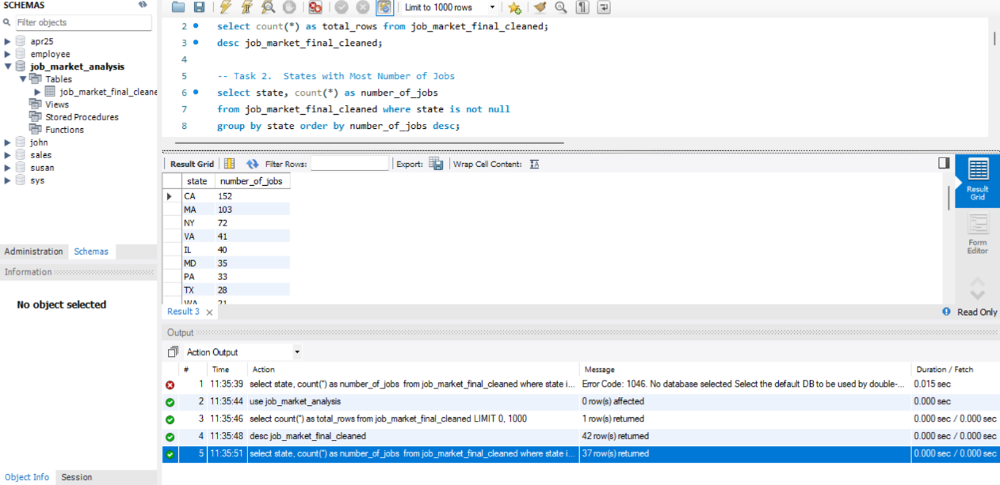 SCHEMAS
Filter objects
apr25
employee
job_market_analysis
Tables
job_market_final_cleane
Views
Stored Procedures
Functions
john
sales
susan
sys
Administration Schemas
Information
No object selected
Object Info Session
Limit to 1000 rows
2 select count(*) as total_rows from job_market_final_cleaned;
3 desc job_market_final_cleaned;
4
5 -- Task 2. States with Most Number of Jobs
6 select state, count(*) as number_of_jobs
7 from job_market_final_cleaned where state is not null
8 group by state order by number_of_jobs desc;
Result Grid Filter Rows: Export: Wrap Cell Content: IA
state number_of_jobs
CA 152
MA 103
NY 72
VA 41
IL 40
MD 35
PA 33
TX 28
WA 21
Result Grid
Form Editor
Result 3 Read Only
Output
Action Output
# Time Action Message Duration / Fetch
1 11:35:39 select state, count(*) as number_of_jobs from job_market_final_cleaned where state i... Error Code: 1046. No database selected Select the default DB to be used by double-... 0.015 sec
2 11:35:44 use job_market_analysis 0 row(s) affected 0.000 sec
3 11:35:46 select count(*) as total_rows from job_market_final_cleaned LIMIT 0, 1000 1 row(s) returned 0.000 sec / 0.000 sec
4 11:35:48 desc job_market_final_cleaned 42 row(s) returned 0.000 sec / 0.000 sec
5 11:35:51 select state, count(*) as number_of_jobs from job_market_final_cleaned where state i... 37 row(s) returned 0.000 sec / 0.000 sec